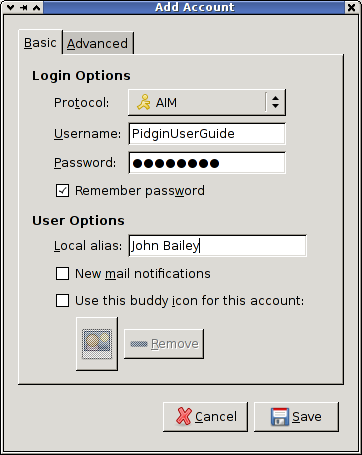 Add Account
Basic Advanced
Login Options
Protocol: AIM
Username: PidginUserGuide
Password: ●●●●●●●●
Remember password
User Options
Local alias: John Bailey
New mail notifications
Use this buddy icon for this account:
Remove
Cancel Save